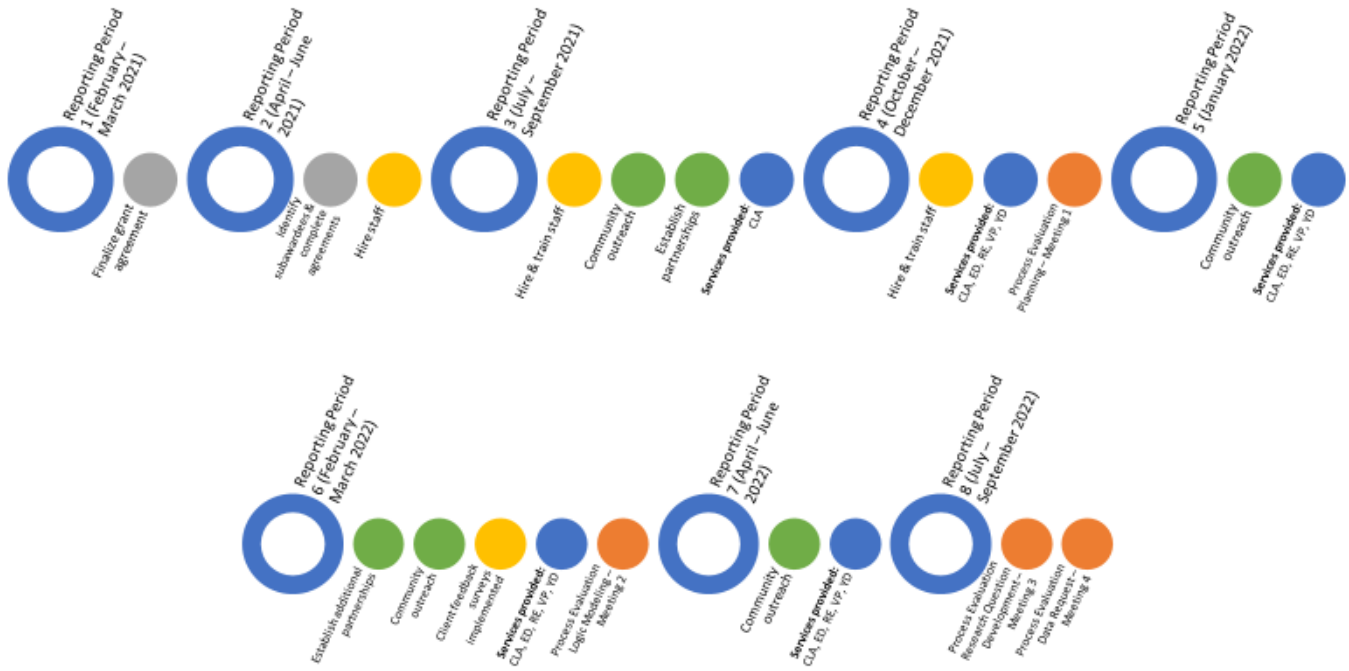 Reporting Period
1 (February –
March 2021)
Finalize grant
agreement
Reporting Period
2 (April – June
2021)
Identify
subawardees &
complete
agreements
Hire staff
Reporting Period
3 (July –
September 2021)
Hire & train staff
Community
outreach
Establish
partnerships
Services provided:
CLA
Reporting Period
4 (October –
December 2021)
Hire & train staff
Services provided:
CLA, ED, RE, VP, YD
Process Evaluation
Planning – Meeting 1
Reporting Period
5 (January 2022)
Community
outreach
Services provided:
CLA, ED, RE, VP, YD
Reporting Period
6 (February –
March 2022)
Establish additional
partnerships
Community
outreach
Client feedback
surveys
implemented
Services provided:
CLA, ED, RE, VP, YD
Process Evaluation
Logic Modeling –
Meeting 2
Reporting Period
7 (April – June
2022)
Community
outreach
Services provided:
CLA, ED, RE, VP, YD
Reporting Period
8 (July –
September 2022)
Process Evaluation
Research Question
Development –
Meeting 3
Process Evaluation
Data Request –
Meeting 4